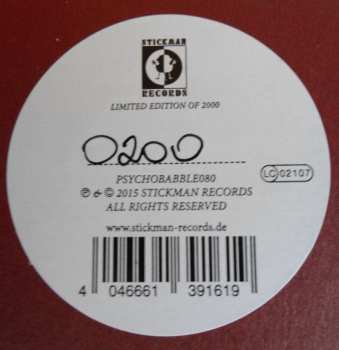 STICKMAN
RECORDS
LIMITED EDITION OF 2000
0200
PSYCHOBABBLE080
LC 02107
℗ & © 2015 STICKMAN RECORDS
ALL RIGHTS RESERVED
www.stickman-records.de
4 046661 391619